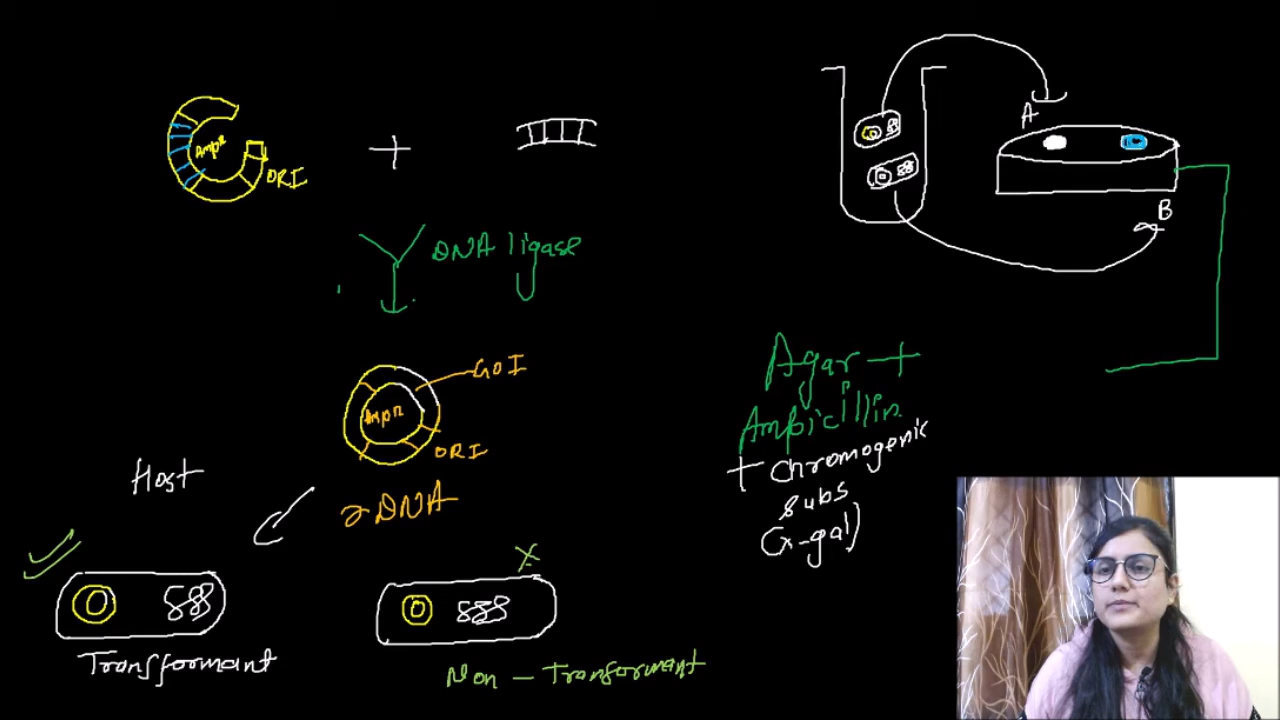 AmpR
ORI
+
DNA ligase
GOI
AmpR
ORI
rDNA
Host
Transformant
Non - Transformant
A
B
Agar +
Ampicillin
+ Chromogenic
subs
(X-gal)